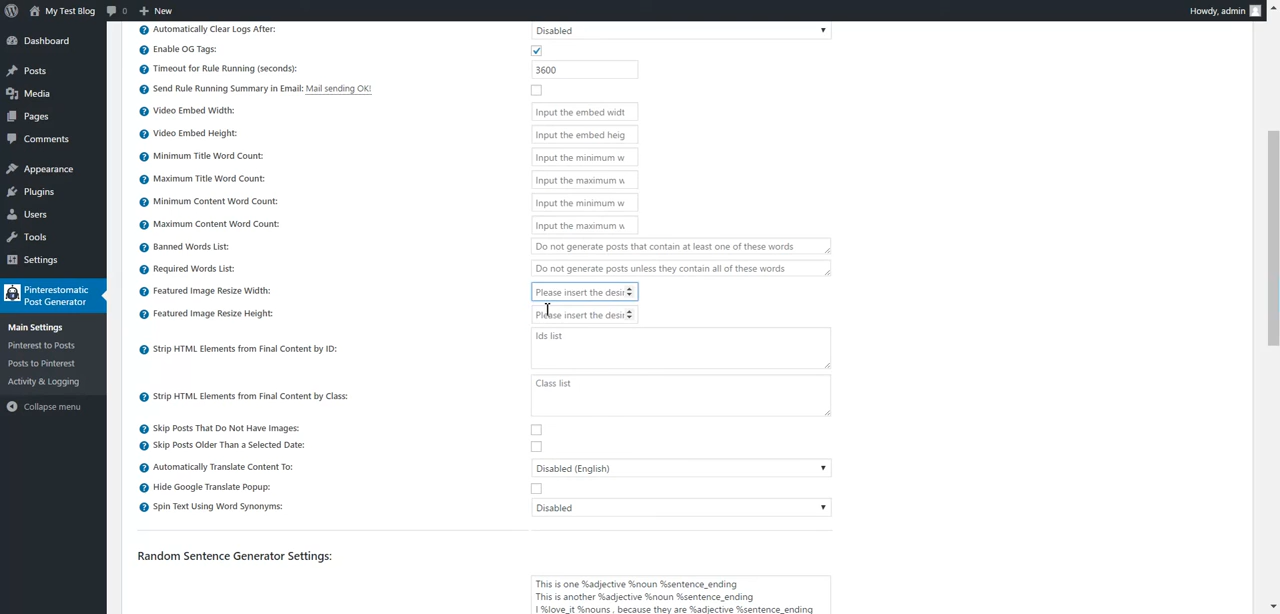 My Test Blog 0 New Howdy, admin
Dashboard
Posts
Media
Pages
Comments
Appearance
Plugins
Users
Tools
Settings
Pinterestomatic
Post Generator
Main Settings
Pinterest to Posts
Posts to Pinterest
Activity & Logging
Collapse menu
Automatically Clear Logs After: Disabled
Enable OG Tags:
Timeout for Rule Running (seconds): 3600
Send Rule Running Summary in Email: Mail sending OK!
Video Embed Width: Input the embed widt
Video Embed Height: Input the embed heig
Minimum Title Word Count: Input the minimum w
Maximum Title Word Count: Input the maximum w
Minimum Content Word Count: Input the minimum w
Maximum Content Word Count: Input the maximum w
Banned Words List: Do not generate posts that contain at least one of these words
Required Words List: Do not generate posts unless they contain all of these words
Featured Image Resize Width: Please insert the desir
Featured Image Resize Height: Please insert the desir
Ids list
Strip HTML Elements from Final Content by ID:
Class list
Strip HTML Elements from Final Content by Class:
Skip Posts That Do Not Have Images:
Skip Posts Older Than a Selected Date:
Automatically Translate Content To: Disabled (English)
Hide Google Translate Popup:
Spin Text Using Word Synonyms: Disabled
Random Sentence Generator Settings:
This is one %adjective %noun %sentence_ending
This is another %adjective %noun %sentence_ending
I %love_it %nouns , because they are %adjective %sentence_ending